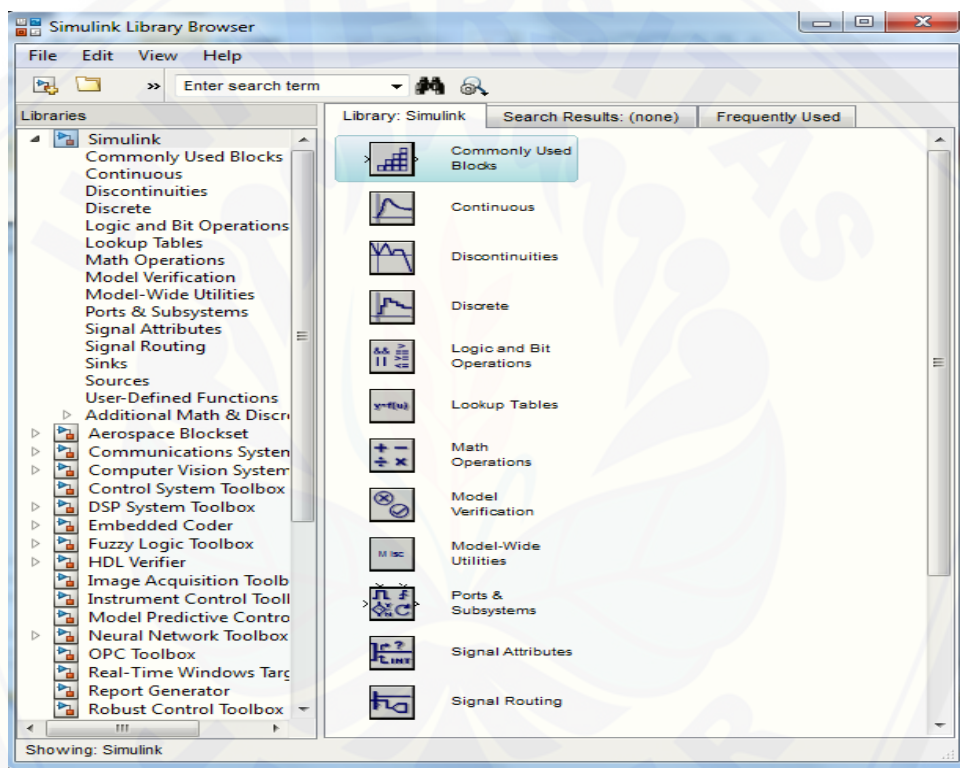 Simulink Library Browser
File Edit View Help
» Enter search term
Libraries
Simulink
Commonly Used Blocks
Continuous
Discontinuities
Discrete
Logic and Bit Operations
Lookup Tables
Math Operations
Model Verification
Model-Wide Utilities
Ports & Subsystems
Signal Attributes
Signal Routing
Sinks
Sources
User-Defined Functions
Additional Math & Discr
Aerospace Blockset
Communications System
Computer Vision System
Control System Toolbox
DSP System Toolbox
Embedded Coder
Fuzzy Logic Toolbox
HDL Verifier
Image Acquisition Toolb
Instrument Control Tool
Model Predictive Contro
Neural Network Toolbox
OPC Toolbox
Real-Time Windows Targ
Report Generator
Robust Control Toolbox
Library: Simulink Search Results: (none) Frequently Used
Commonly Used
Blocks
Continuous
Discontinuities
Discrete
Logic and Bit
Operations
y=f(u)
Lookup Tables
Math
Operations
Model
Verification
Misc
Model-Wide
Utilities
Ports &
Subsystems
Signal Attributes
Signal Routing
Showing: Simulink